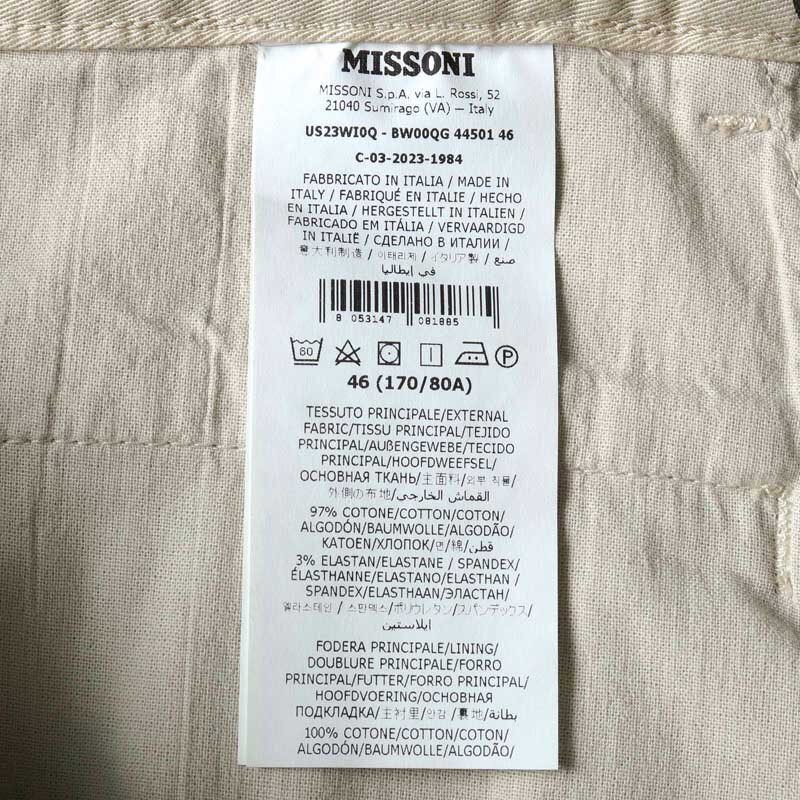 MISSONI
MISSONI S.p.A. via L. Rossi, 52
21040 Sumirago (VA) — Italy
US23WI0Q - BW00QG 44501 46
C-03-2023-1984
FABBRICATO IN ITALIA / MADE IN
ITALY / FABRIQUÉ EN ITALIE / HECHO
EN ITALIA / HERGESTELLT IN ITALIEN /
FABRICADO EM ITÁLIA / VERVAARDIGD
IN ITALIË / СДЕЛАНО В ИТАЛИИ /
意大利制造 / 이태리제 / イタリア製 / صنع
في إيطاليا
8 053147 081885
60
P
46 (170/80A)
TESSUTO PRINCIPALE/EXTERNAL
FABRIC/TISSU PRINCIPAL/TEJIDO
PRINCIPAL/AUßENGEWEBE/TECIDO
PRINCIPAL/HOOFDWEEFSEL/
ОСНОВНАЯ ТКАНЬ/主面料/외부 직물/
外側の布地/القماش الخارجي/
97% COTONE/COTTON/COTON/
ALGODÓN/BAUMWOLLE/ALGODÃO/
KATOEN/ХЛОПОК/면/綿/قطن/
3% ELASTAN/ELASTANE / SPANDEX/
ÉLASTHANNE/ELASTANO/ELASTHAN /
SPANDEX/ELASTHAAN/ЭЛАСТАН/
엘라스테인 / 스판덱스/ポリウレタン/スパンデックス/
ايلاستين
FODERA PRINCIPALE/LINING/
DOUBLURE PRINCIPALE/FORRO
PRINCIPAL/FUTTER/FORRO PRINCIPAL/
HOOFDVOERING/ОСНОВНАЯ
ПОДКЛАДКА/主衬里/안감 /裏地/بطانة/
100% COTONE/COTTON/COTON/
ALGODÓN/BAUMWOLLE/ALGODÃO/